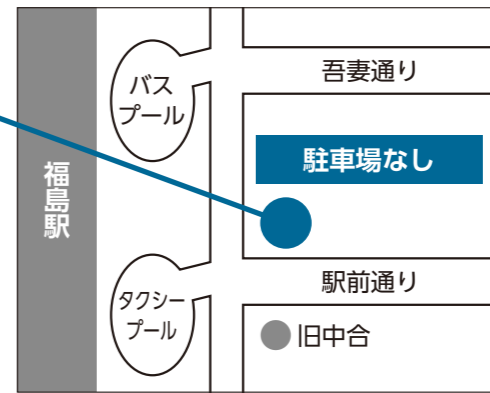 福島駅
バス
プール
吾妻通り
駐車場なし
駅前通り
タクシー
プール
旧中合